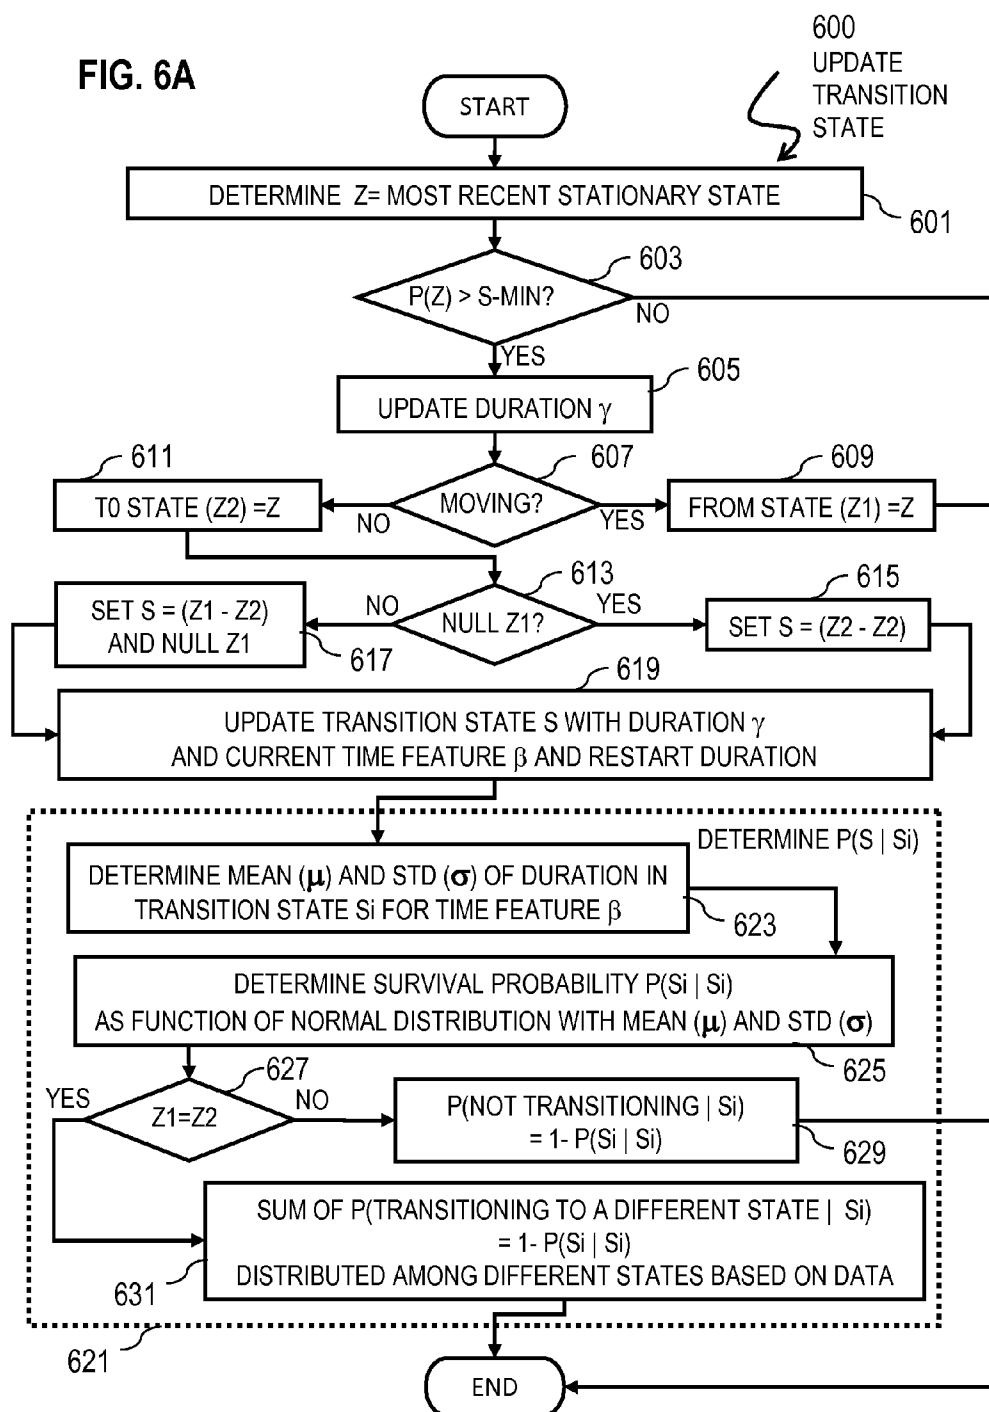 FIG. 6A
600
UPDATE
TRANSITION
STATE
START
DETERMINE Z= MOST RECENT STATIONARY STATE
601
603
P(Z) > S-MIN?
NO
YES
605
UPDATE DURATION γ
611
607
609
T0 STATE (Z2) =Z
MOVING?
FROM STATE (Z1) =Z
NO
YES
613
615
SET S = (Z1 - Z2)
AND NULL Z1
NO
NULL Z1?
YES
SET S = (Z2 - Z2)
617
619
UPDATE TRANSITION STATE S WITH DURATION γ
AND CURRENT TIME FEATURE β AND RESTART DURATION
DETERMINE P(S | Si)
DETERMINE MEAN (μ) AND STD (σ) OF DURATION IN
TRANSITION STATE Si FOR TIME FEATURE β
623
DETERMINE SURVIVAL PROBABILITY P(Si | Si)
AS FUNCTION OF NORMAL DISTRIBUTION WITH MEAN (μ) AND STD (σ)
625
627
YES
Z1=Z2
NO
P(NOT TRANSITIONING | Si)
= 1- P(Si | Si)
629
SUM OF P(TRANSITIONING TO A DIFFERENT STATE | Si)
= 1- P(Si | Si)
DISTRIBUTED AMONG DIFFERENT STATES BASED ON DATA
631
621
END